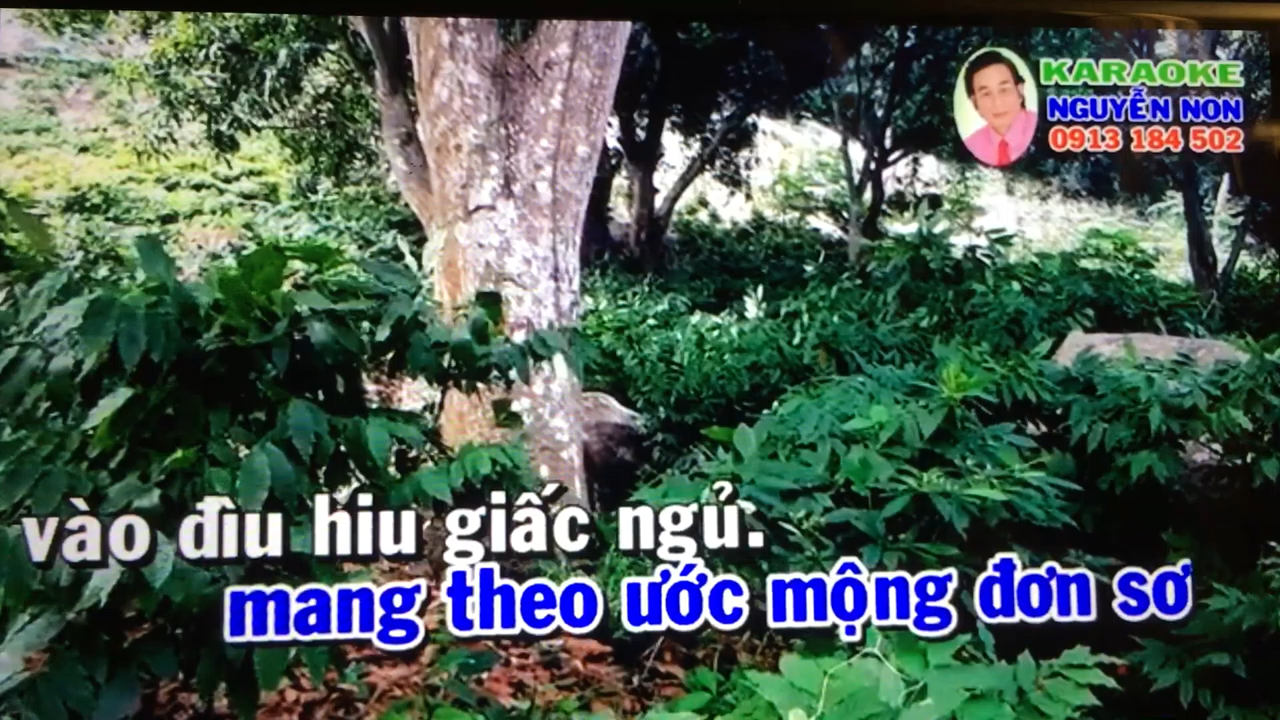 KARAOKE
NGUYỄN NON
0913 184 502
vào đìu hiu giấc ngủ.
mang theo ước mộng đơn sơ